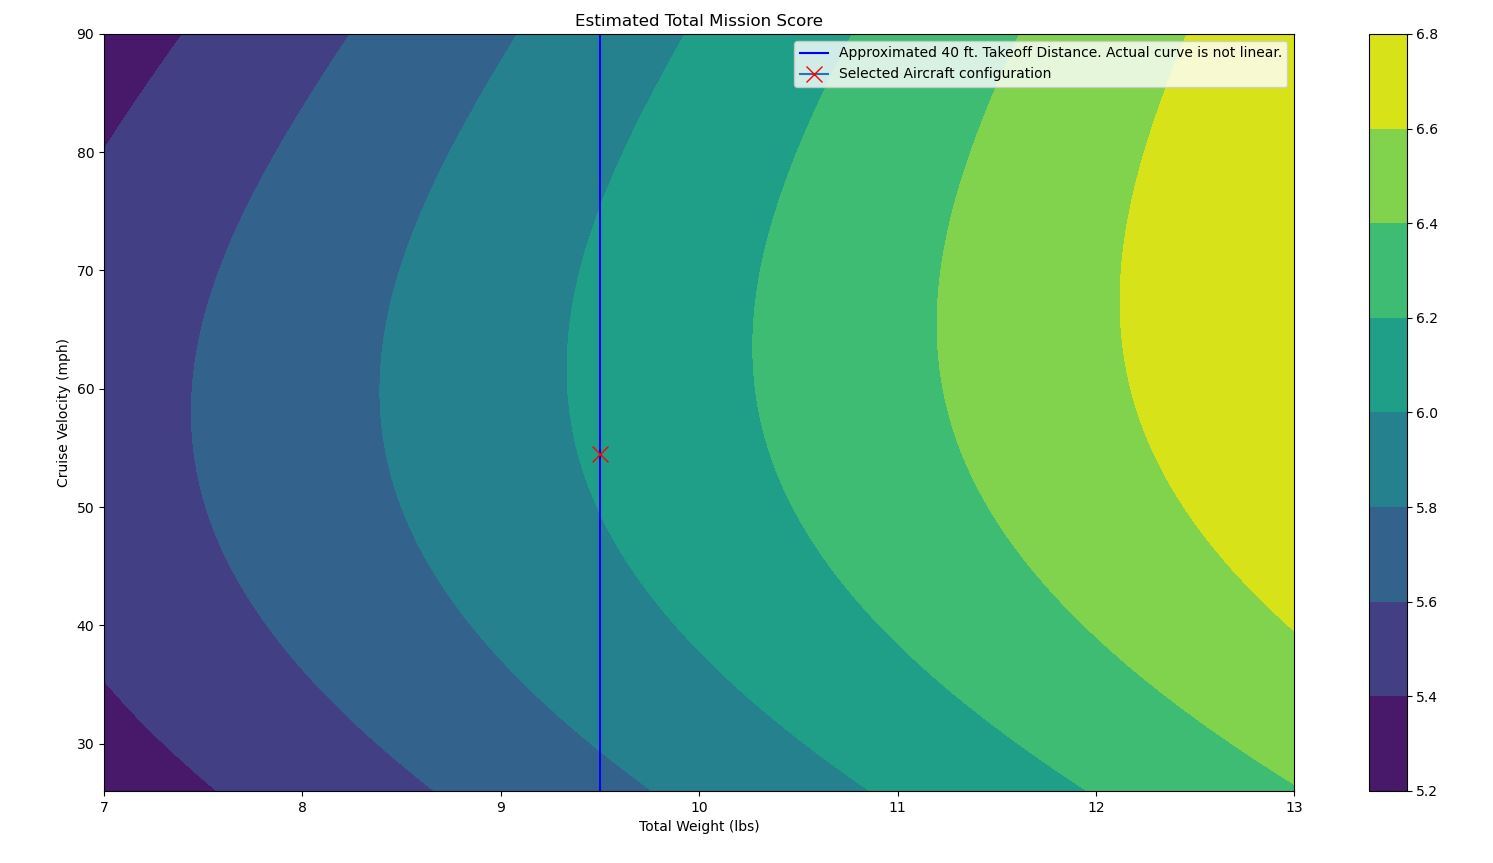 Estimated Total Mission Score
Approximated 40 ft. Takeoff Distance. Actual curve is not linear.
Selected Aircraft configuration
90
80
70
60
50
40
30
Cruise Velocity (mph)
7 8 9 10 11 12 13
Total Weight (lbs)
6.8
6.6
6.4
6.2
6.0
5.8
5.6
5.4
5.2